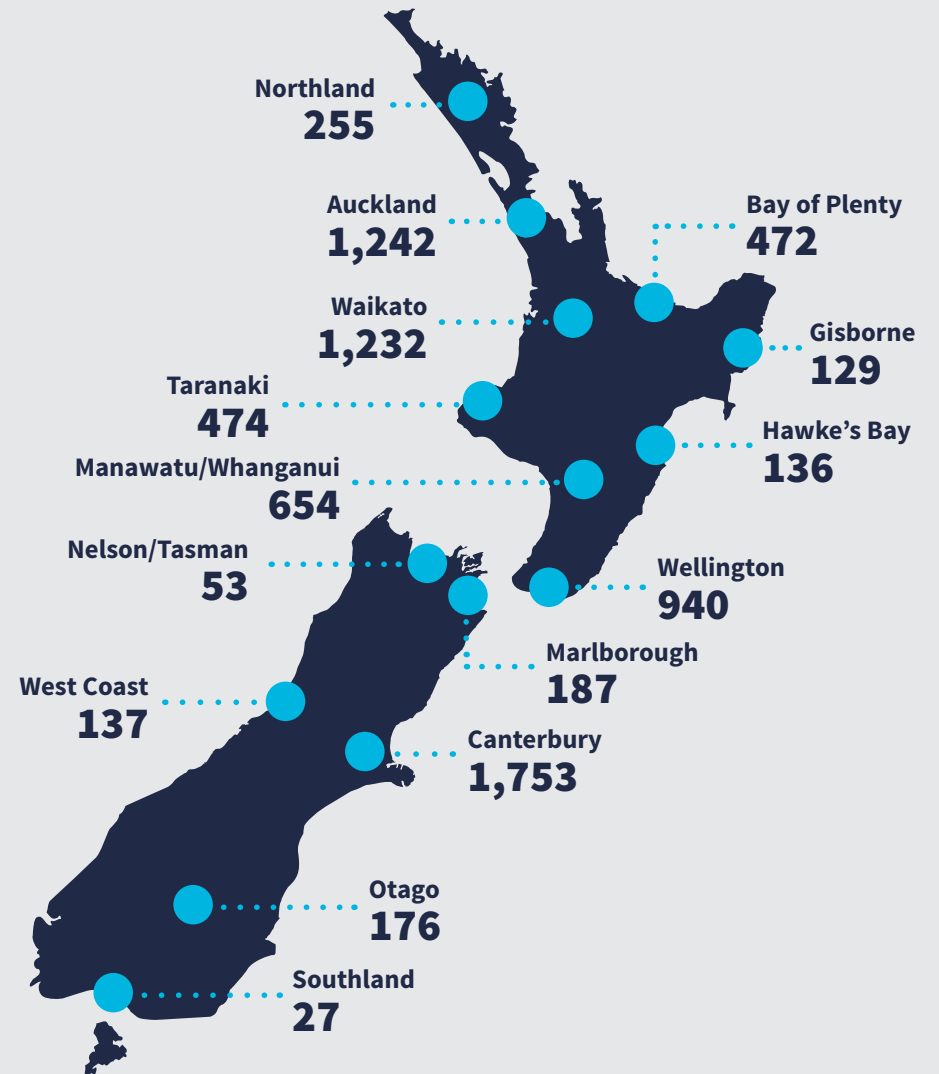 Northland
255
Auckland
1,242
Bay of Plenty
472
Waikato
1,232
Gisborne
129
Taranaki
474
Hawke’s Bay
136
Manawatu/Whanganui
654
Nelson/Tasman
53
Wellington
940
Marlborough
187
West Coast
137
Canterbury
1,753
Otago
176
Southland
27